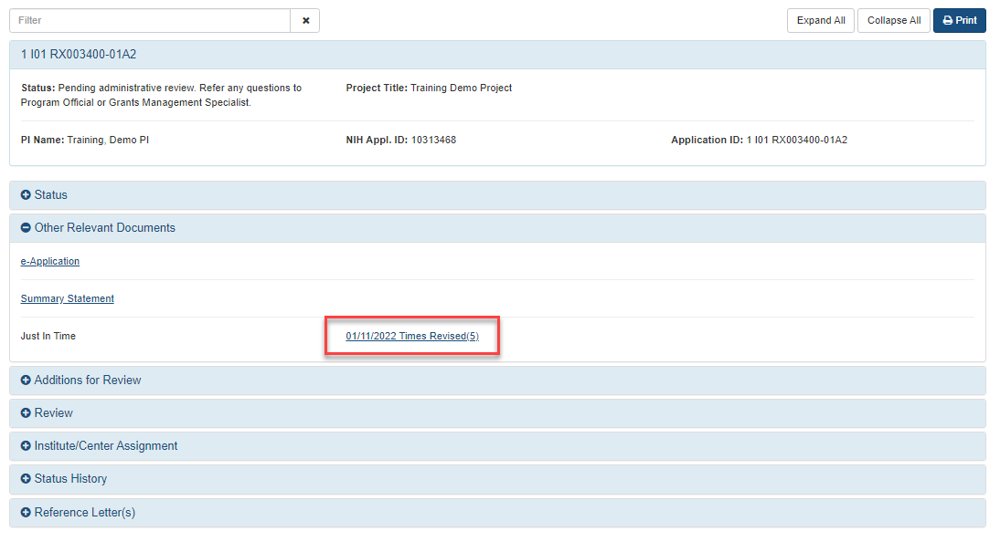 Filter
Expand All
Collapse All
Print
1 I01 RX003400-01A2
Status: Pending administrative review. Refer any questions to
Program Official or Grants Management Specialist.
Project Title: Training Demo Project
PI Name: Training, Demo PI
NIH Appl. ID: 10313468
Application ID: 1 I01 RX003400-01A2
Status
Other Relevant Documents
e-Application
Summary Statement
Just In Time
01/11/2022 Times Revised(5)
Additions for Review
Review
Institute/Center Assignment
Status History
Reference Letter(s)